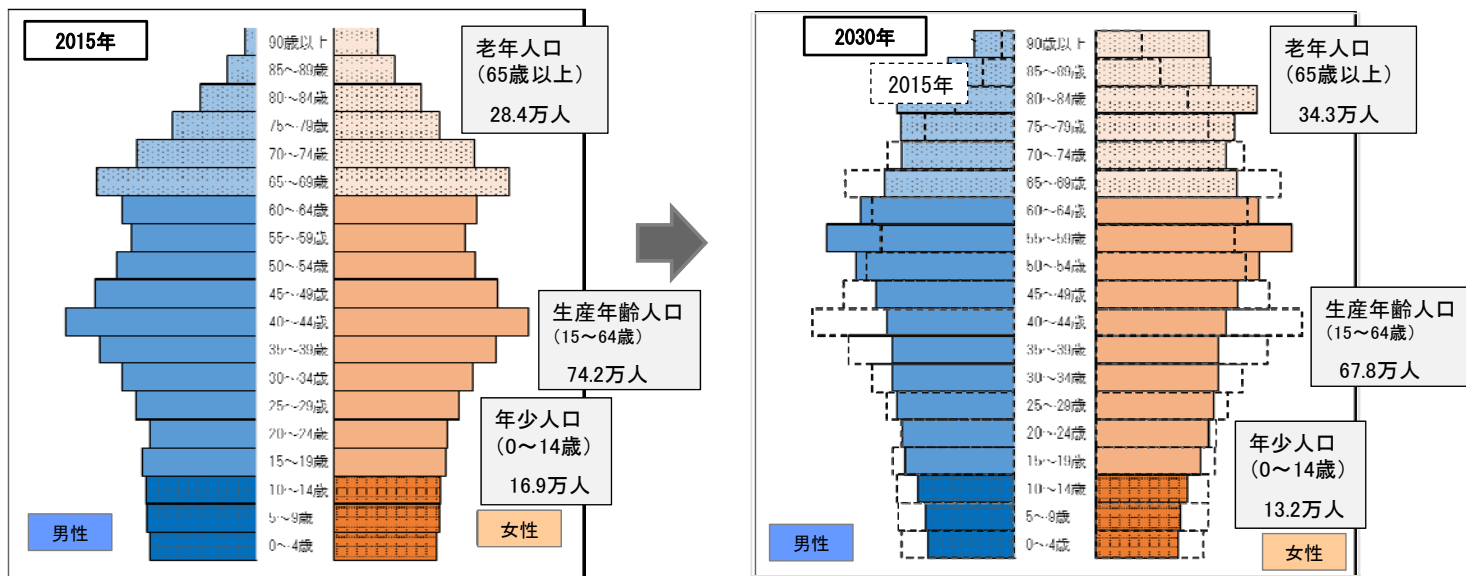 2015年
90歳以上
85~89歳
80~84歳
75~79歳
70~74歳
65~69歳
60~64歳
55~59歳
50~54歳
45~49歳
40~44歳
35~39歳
30~34歳
25~29歳
20~24歳
15~19歳
10~14歳
5~9歳
0~4歳
老年人口
(65歳以上)
28.4万人
生産年齢人口
(15~64歳)
74.2万人
年少人口
(0~14歳)
16.9万人
男性
女性
2030年
2015年
90歳以上
85~89歳
80~84歳
75~79歳
70~74歳
65~69歳
60~64歳
55~59歳
50~54歳
45~49歳
40~44歳
35~39歳
30~34歳
25~29歳
20~24歳
15~19歳
10~14歳
5~9歳
0~4歳
老年人口
(65歳以上)
34.3万人
生産年齢人口
(15~64歳)
67.8万人
年少人口
(0~14歳)
13.2万人
男性
女性